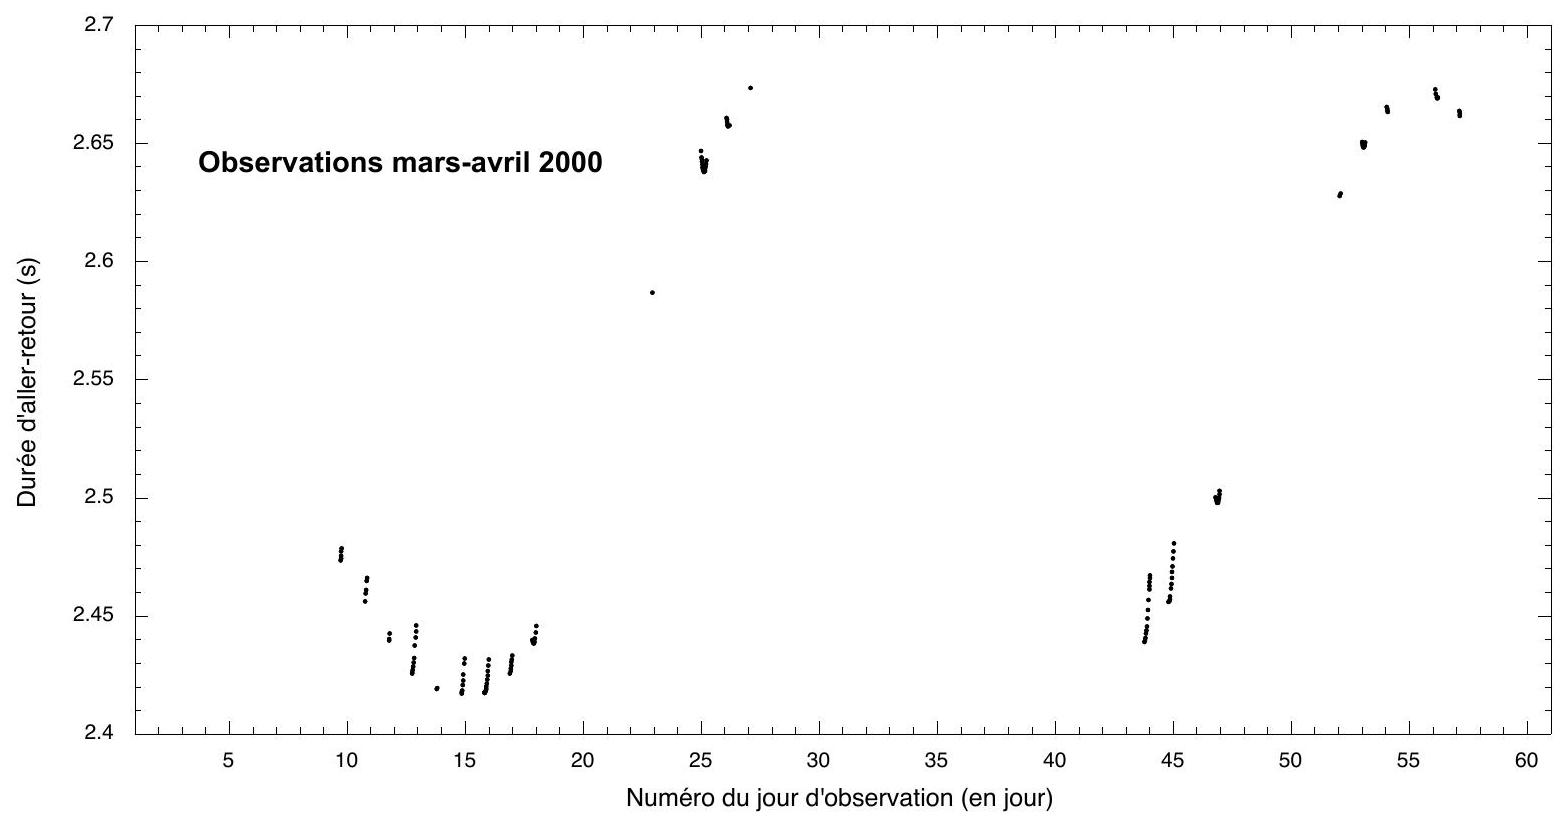 2.7
2.65
Observations mars-avril 2000
2.6
2.55
2.5
2.45
2.4
Durée d'aller-retour (s)
5 10 15 20 25 30 35 40 45 50 55 60
Numéro du jour d'observation (en jour)